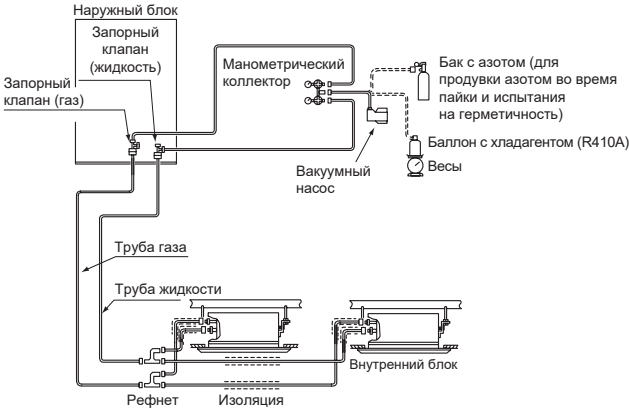 Наружный блок
Запорный
клапан
(жидкость)
Запорный
клапан (газ)
Манометрический
коллектор
Бак с азотом (для
продувки азотом во время
пайки и испытания
на герметичность)
Баллон с хладагентом (R410A)
Весы
Вакуумный
насос
Труба газа
Труба жидкости
Внутренний блок
Рефнет
Изоляция